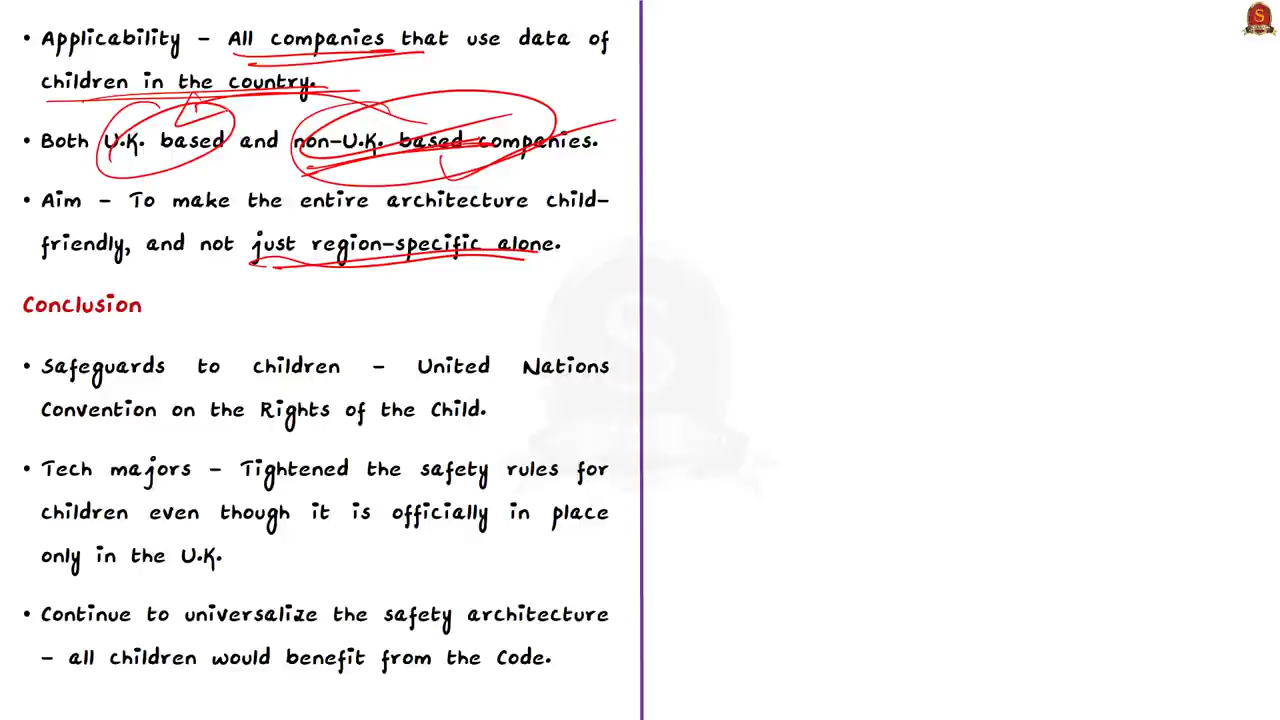 • Applicability – All companies that use data of
children in the country.
• Both U.K. based and non-U.K. based companies.
• Aim – To make the entire architecture child-
friendly, and not just region-specific alone.
Conclusion
• Safeguards to children – United Nations
Convention on the Rights of the Child.
• Tech majors – Tightened the safety rules for
children even though it is officially in place
only in the U.K.
• Continue to universalize the safety architecture
– all children would benefit from the Code.